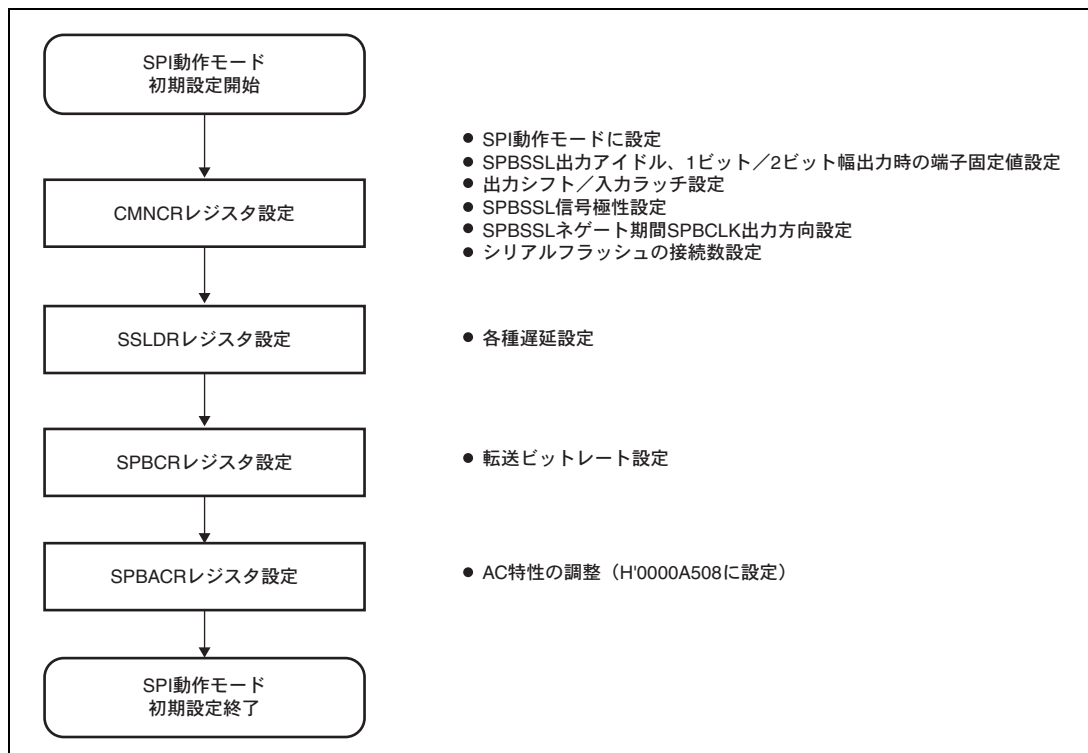 SPI動作モード
初期設定開始
CMNCRレジスタ設定
● SPI動作モードに設定
● SPBSSL出力アイドル、1ビット／2ビット幅出力時の端子固定値設定
● 出力シフト／入力ラッチ設定
● SPBSSL信号極性設定
● SPBSSLネゲート期間SPBCLK出力方向設定
● シリアルフラッシュの接続数設定
SSLDRレジスタ設定
● 各種遅延設定
SPBCRレジスタ設定
● 転送ビットレート設定
SPBACRレジスタ設定
● AC特性の調整（H'0000A508に設定）
SPI動作モード
初期設定終了